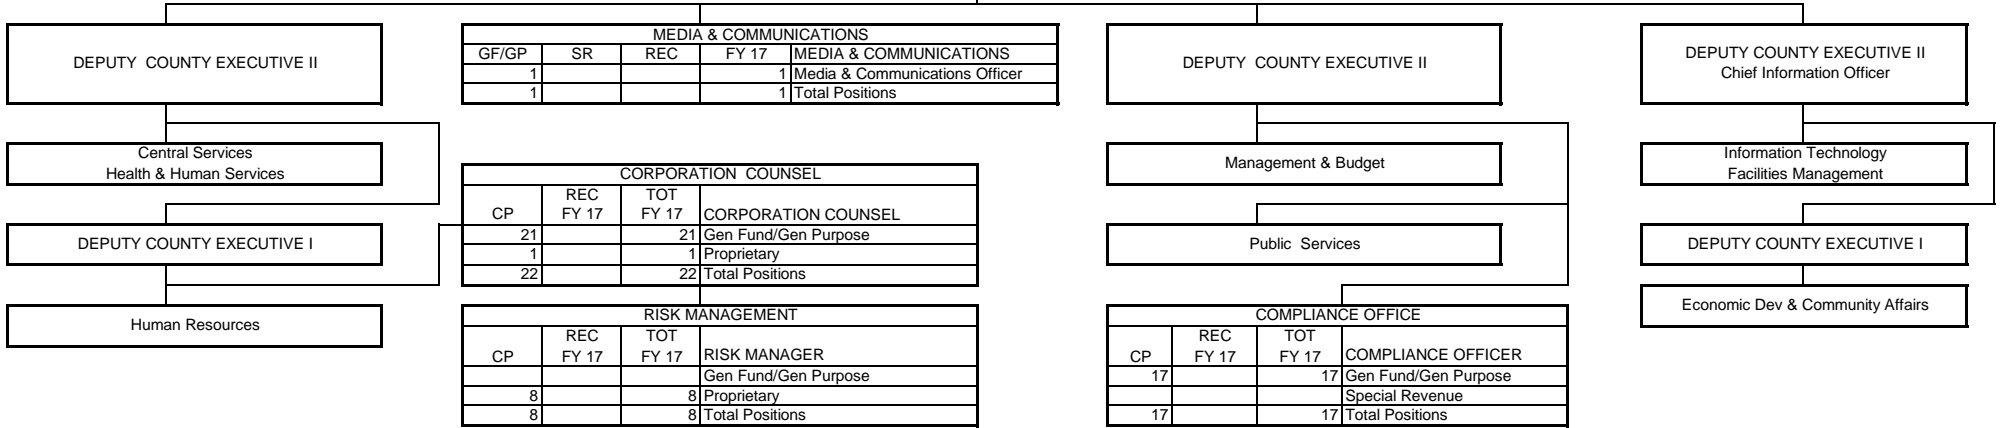 DEPUTY COUNTY EXECUTIVE II
Central Services
Health & Human Services
DEPUTY COUNTY EXECUTIVE I
Human Resources
MEDIA & COMMUNICATIONS
GF/GP SR REC FY 17 MEDIA & COMMUNICATIONS
1 1 Media & Communications Officer
1 1 Total Positions
CORPORATION COUNSEL
REC TOT
CP FY 17 FY 17 CORPORATION COUNSEL
21 21 Gen Fund/Gen Purpose
1 1 Proprietary
22 22 Total Positions
RISK MANAGEMENT
REC TOT
CP FY 17 FY 17 RISK MANAGER
Gen Fund/Gen Purpose
8 8 Proprietary
8 8 Total Positions
DEPUTY COUNTY EXECUTIVE II
Management & Budget
Public Services
COMPLIANCE OFFICE
REC TOT
CP FY 17 FY 17 COMPLIANCE OFFICER
17 17 Gen Fund/Gen Purpose
Special Revenue
17 17 Total Positions
DEPUTY COUNTY EXECUTIVE II
Chief Information Officer
Information Technology
Facilities Management
DEPUTY COUNTY EXECUTIVE I
Economic Dev & Community Affairs